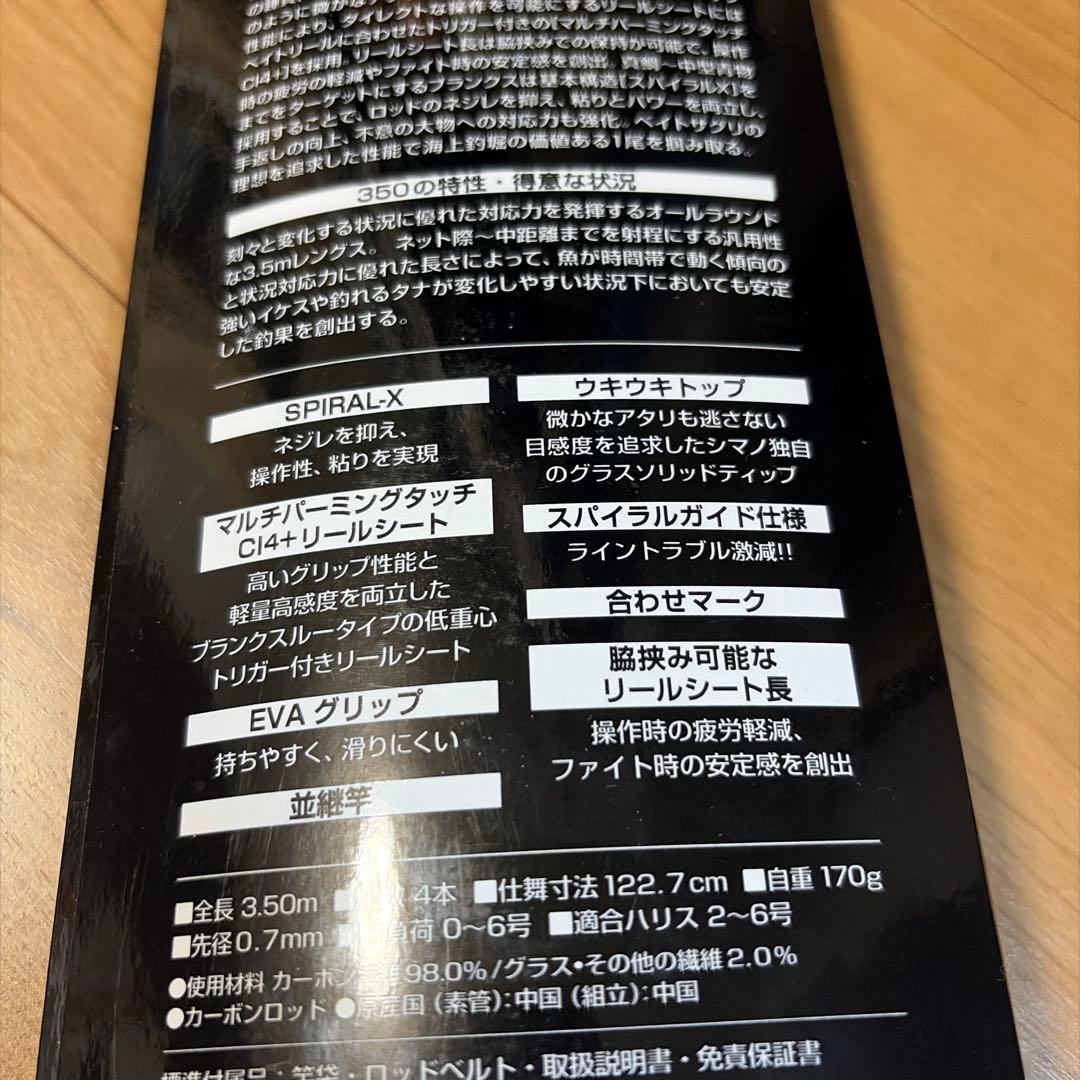 のように微かな
性能により、ダイレクトな操作を可能にするリールシートには
ベイトリールに合わせたトリガー付きの[マルチパーミングタッチ
CI4+]を採用。リールシート長は脇挟みでの保持が可能で、操作
時の疲労の軽減やファイト時の安定感を創出。真鯛〜中型青物
までをターゲットにするブランクスは基本構造[スパイラルX]を
採用することで、ロッドのネジレを抑え、粘りとパワーを両立し、
手返しの向上、不意の大物への対応力も強化。ベイトサグリの
理想を追求した性能で海上釣堀の価値ある1尾を掴み取る。
350の特性・得意な状況
刻々と変化する状況に優れた対応力を発揮するオールラウンド
な3.5mレングス。 ネット際〜中距離までを射程にする汎用性
と状況対応力に優れた長さによって、魚が時間帯で動く傾向の
強いイケスや釣れるタナが変化しやすい状況下においても安定
した釣果を創出する。
SPIRAL-X
ネジレを抑え、
操作性、粘りを実現
マルチパーミングタッチ
CI4+リールシート
高いグリップ性能と
軽量高感度を両立した
ブランクスルータイプの低重心
トリガー付きリールシート
EVA グリップ
持ちやすく、滑りにくい
並継竿
ウキウキトップ
微かなアタリも逃さない
目感度を追求したシマノ独自
のグラスソリッドティップ
スパイラルガイド仕様
ライントラブル激減!!
合わせマーク
脇挟み可能な
リールシート長
操作時の疲労軽減、
ファイト時の安定感を創出
■全長 3.50m ■ 4本 ■仕舞寸法 122.7cm ■自重 170g
■先径0.7mm ■負荷 0〜6号 ■適合ハリス 2〜6号
●使用材料 カーボン繊維98.0%/グラス・その他の繊維2.0%
●カーボンロッド ●原産国 (素管):中国 (組立):中国
標準付属品:竿袋・ロッドベルト・取扱説明書・免責保証書